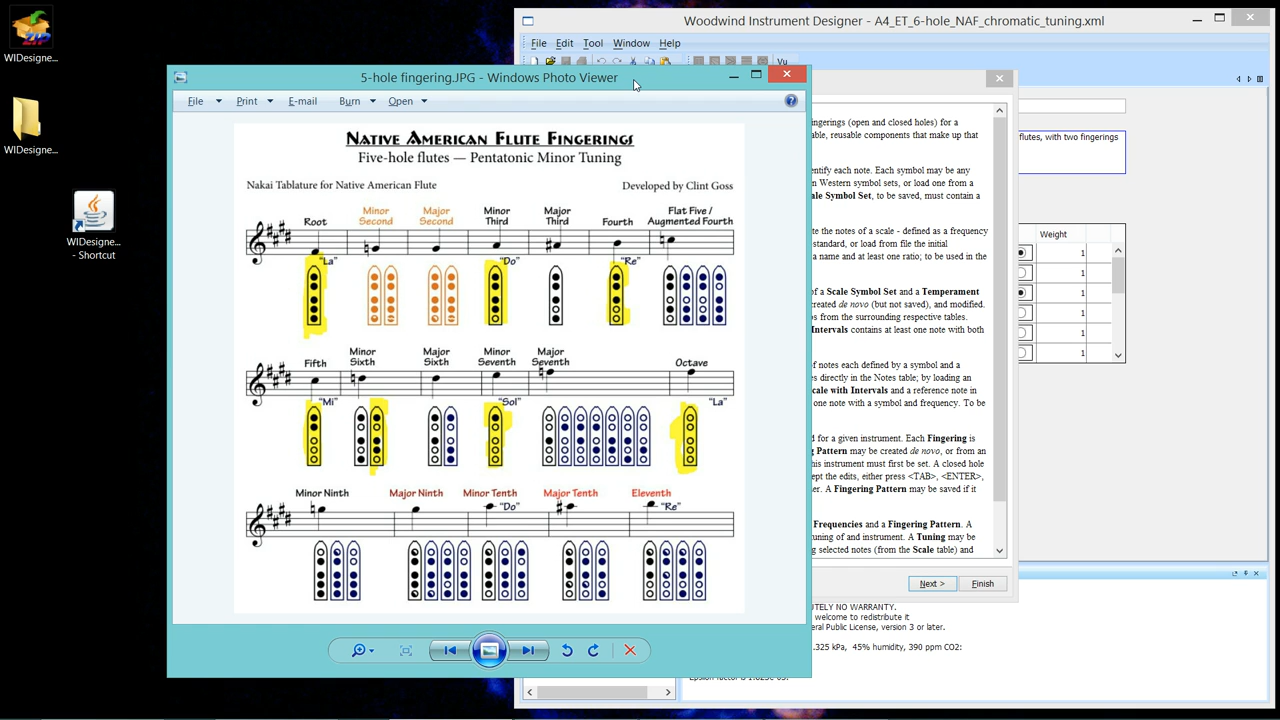 WIDesigne...
WIDesigne...
WIDesigne...
- Shortcut
Woodwind Instrument Designer - A4_ET_6-hole_NAF_chromatic_tuning.xml
File Edit Tool Window Help
5-hole fingering.JPG - Windows Photo Viewer
File Print E-mail Burn Open
Native American Flute Fingerings
Five-hole flutes — Pentatonic Minor Tuning
Nakai Tablature for Native American Flute
Developed by Clint Goss
Root Minor Second Major Second Minor Third Major Third Fourth Flat Five / Augmented Fourth
"La" "Do" "Re"
Fifth Minor Sixth Major Sixth Minor Seventh Major Seventh Octave
"Mi" "Sol" "La"
Minor Ninth Major Ninth Minor Tenth Major Tenth Eleventh
"Do" "Re"
ingerings (open and closed holes) for a
able, reusable components that make up that
entify each note. Each symbol may be any
n Western symbol sets, or load one from a
ale Symbol Set, to be saved, must contain a
te the notes of a scale - defined as a frequency
standard, or load from file the initial
a name and at least one ratio; to be used in the
of a Scale Symbol Set and a Temperament
created de novo (but not saved), and modified.
os from the surrounding respective tables.
Intervals contains at least one note with both
of notes each defined by a symbol and a
es directly in the Notes table; by loading an
cale with Intervals and a reference note in
one note with a symbol and frequency. To be
d for a given instrument. Each Fingering is
g Pattern may be created de novo, or from an
his instrument must first be set. A closed hole
ept the edits, either press <TAB>, <ENTER>,
er. A Fingering Pattern may be saved if it
Frequencies and a Fingering Pattern. A
tuning of and instrument. A Tuning may be
ng selected notes (from the Scale table) and
Next > Finish
flutes, with two fingerings
Weight
1
1
1
1
1
1
UTELY NO WARRANTY.
welcome to redistribute it
eral Public License, version 3 or later.
.325 kPa, 45% humidity, 390 ppm CO2: